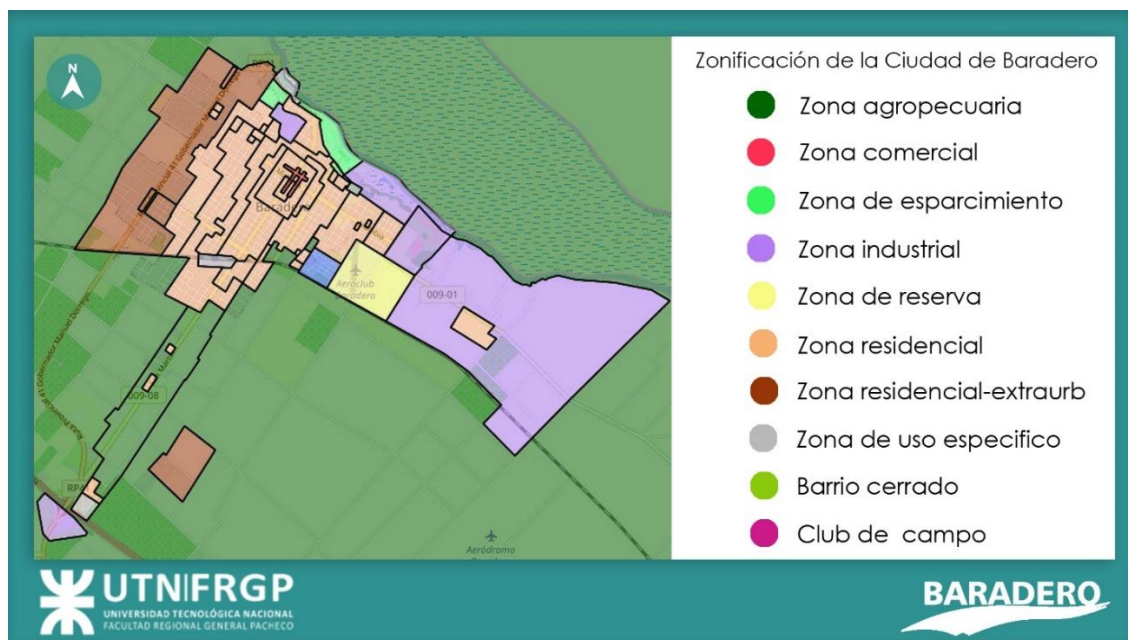 Zonificación de la Ciudad de Baradero
Zona agropecuaria
Zona comercial
Zona de esparcimiento
Zona industrial
Zona de reserva
Zona residencial
Zona residencial-extraurb
Zona de uso especifico
Barrio cerrado
Club de campo
N
Baradero
Aeroclub
009-01
009-08
Aeródromo
UTN FRGP
UNIVERSIDAD TECNOLÓGICA NACIONAL
FACULTAD REGIONAL GENERAL PACHECO
BARADERO